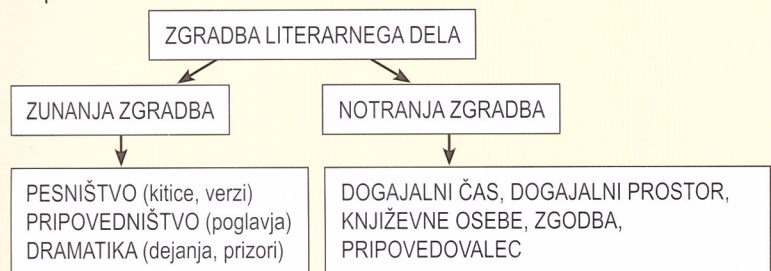 ZGRADBA LITERARNEGA DELA
ZUNANJA ZGRADBA
NOTRANJA ZGRADBA
PESNIŠTVO (kitice, verzi)
PRIPOVEDNIŠTVO (poglavja)
DRAMATIKA (dejanja, prizori)
DOGAJALNI ČAS, DOGAJALNI PROSTOR,
KNJIŽEVNE OSEBE, ZGODBA,
PRIPOVEDOVALEC